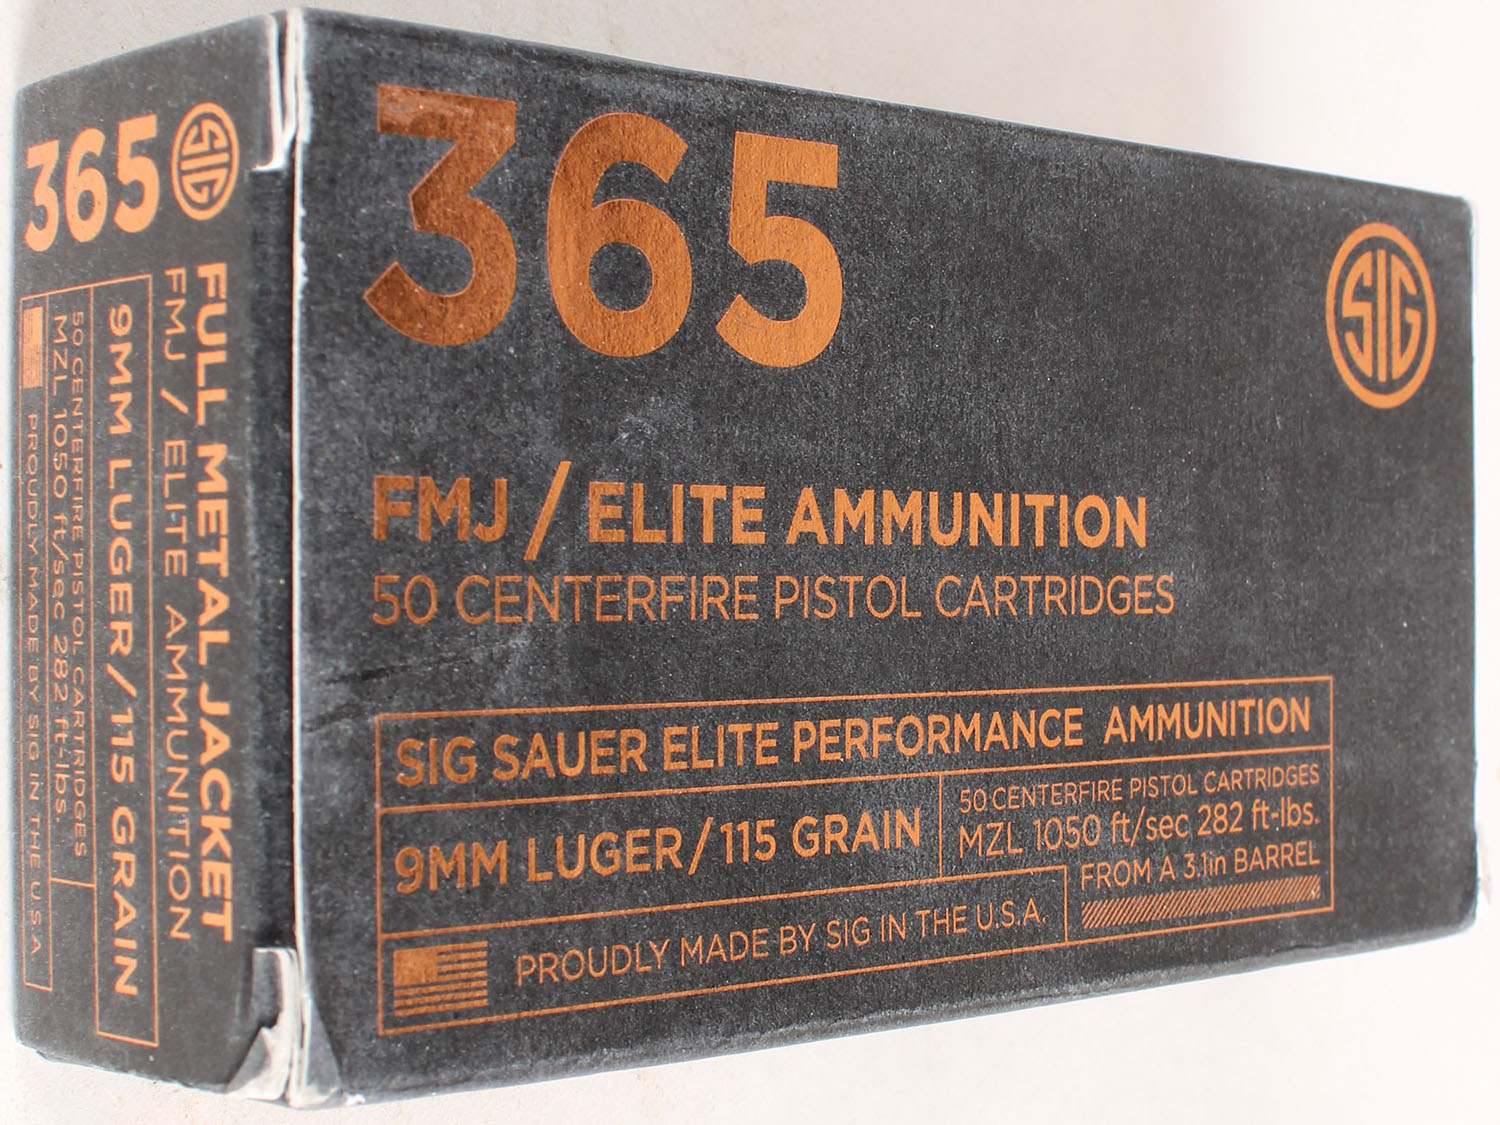 365
SIG
FMJ / ELITE AMMUNITION
50 CENTERFIRE PISTOL CARTRIDGES
SIG SAUER ELITE PERFORMANCE AMMUNITION
9MM LUGER/115 GRAIN
50 CENTERFIRE PISTOL CARTRIDGES
MZL 1050 ft/sec 282 ft-lbs.
FROM A 3.1in BARREL
PROUDLY MADE BY SIG IN THE U.S.A.
365
SIG
FULL METAL JACKET
FMJ / ELITE AMMUNITION
9MM LUGER/115 GRAIN
50 CENTERFIRE PISTOL CARTRIDGES
MZL 1050 ft/sec 282 ft-lbs.
PROUDLY MADE BY SIG IN THE USA